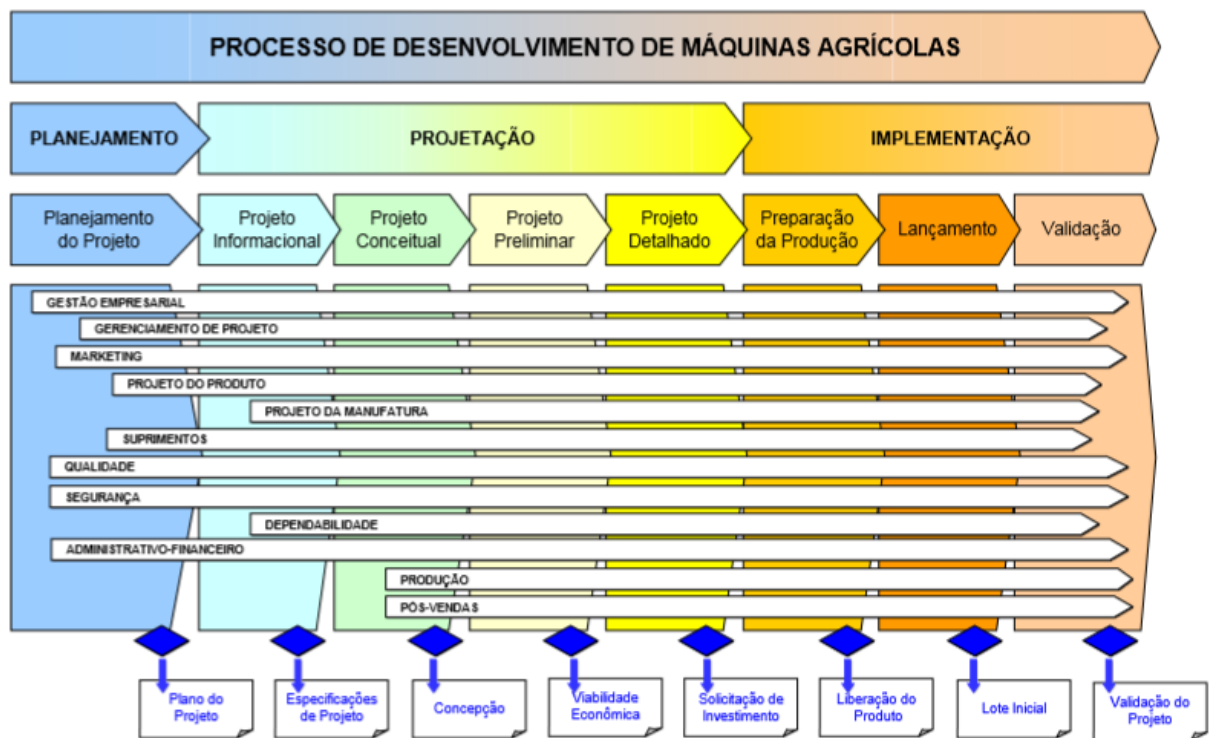 PROCESSO DE DESENVOLVIMENTO DE MÁQUINAS AGRÍCOLAS
PLANEJAMENTO
PROJETAÇÃO
IMPLEMENTAÇÃO
Planejamento
do Projeto
Projeto
Informacional
Projeto
Conceitual
Projeto
Preliminar
Projeto
Detalhado
Preparação
da Produção
Lançamento
Validação
GESTÃO EMPRESARIAL
GERENCIAMENTO DE PROJETO
MARKETING
PROJETO DO PRODUTO
PROJETO DA MANUFATURA
SUPRIMENTOS
QUALIDADE
SEGURANÇA
DEPENDABILIDADE
ADMINISTRATIVO-FINANCEIRO
PRODUÇÃO
PÓS-VENDAS
Plano do
Projeto
Especificações
de Projeto
Concepção
Viabilidade
Econômica
Solicitação de
Investimento
Liberação do
Produto
Lote Inicial
Validação do
Projeto